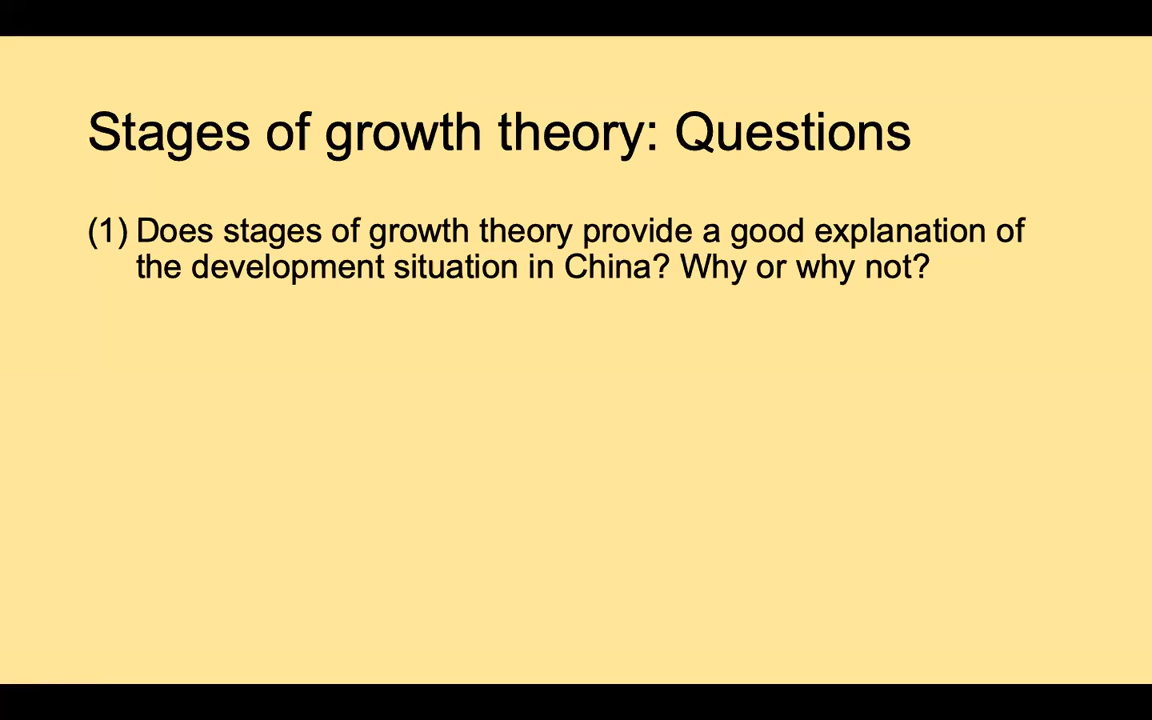 Stages of growth theory: Questions
(1) Does stages of growth theory provide a good explanation of
the development situation in China? Why or why not?